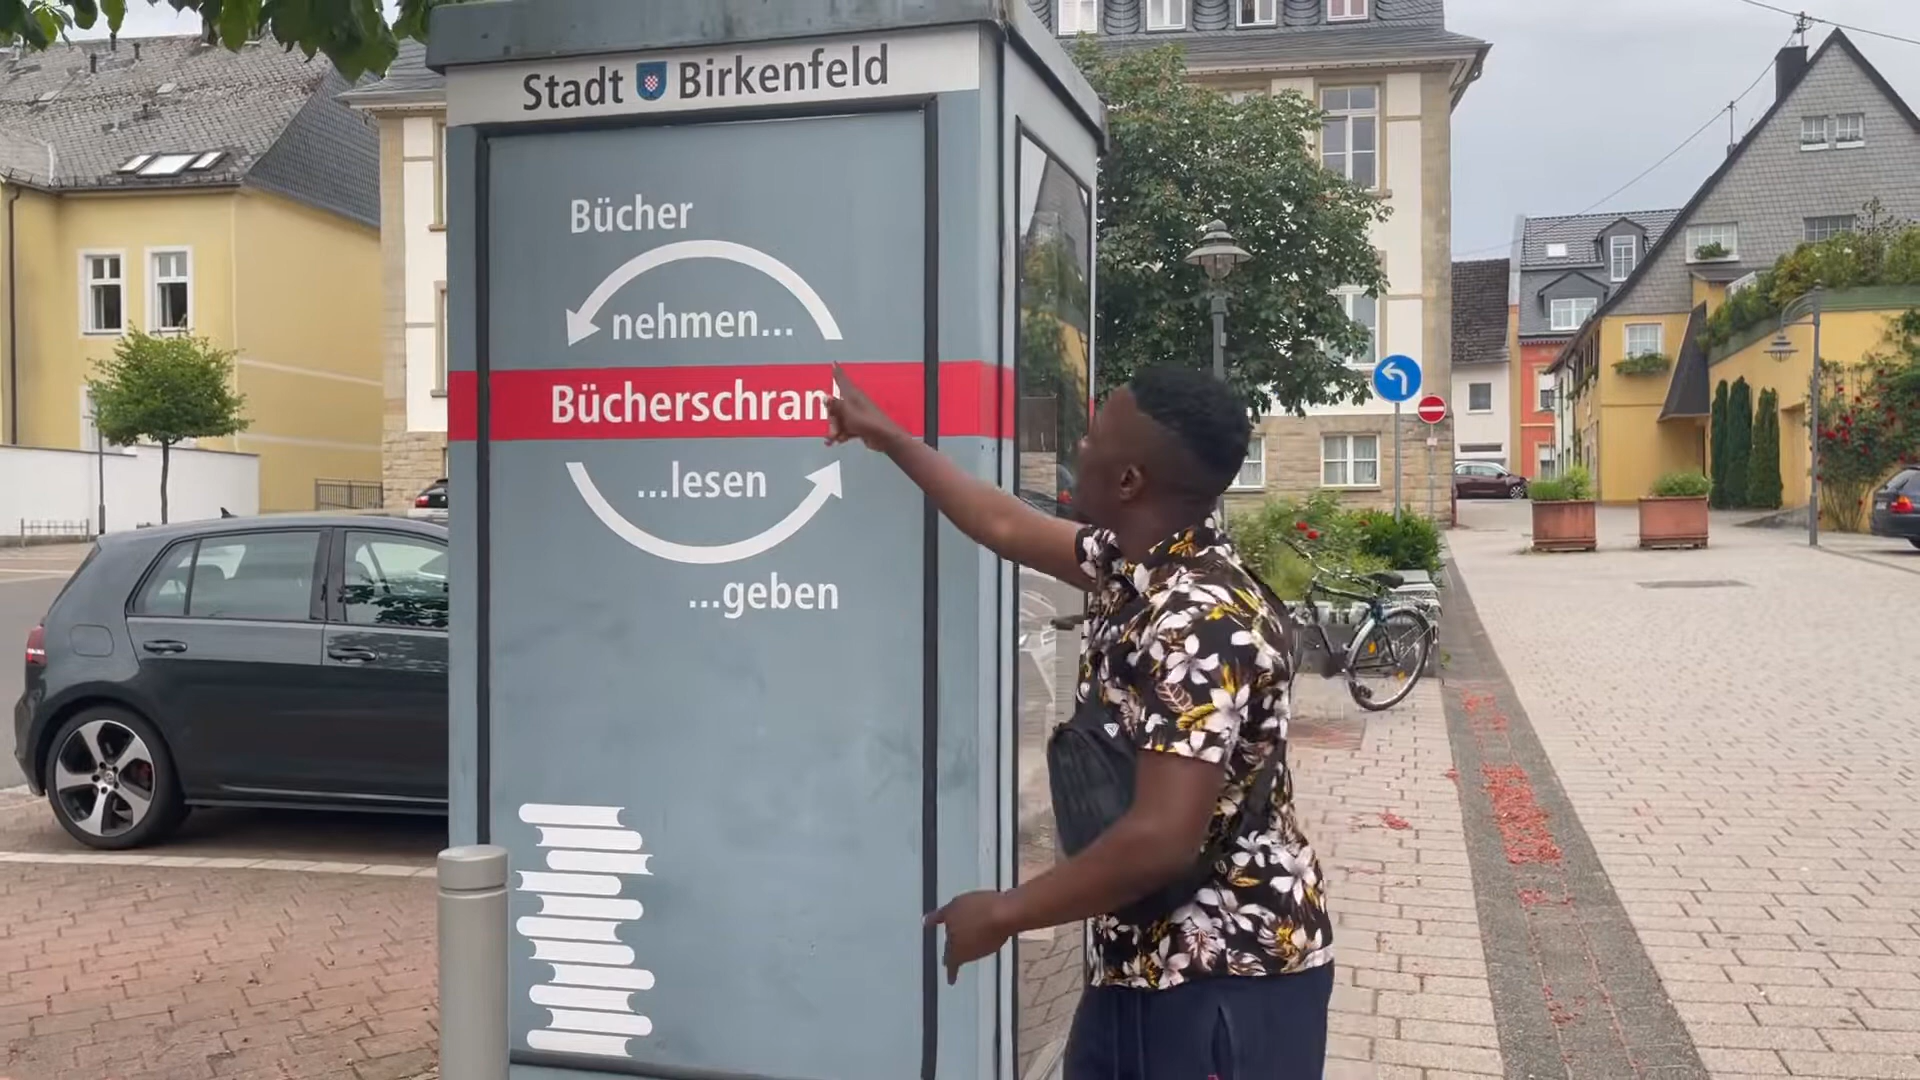 Stadt Birkenfeld
Bücher
nehmen...
Bücherschran
...lesen
...geben